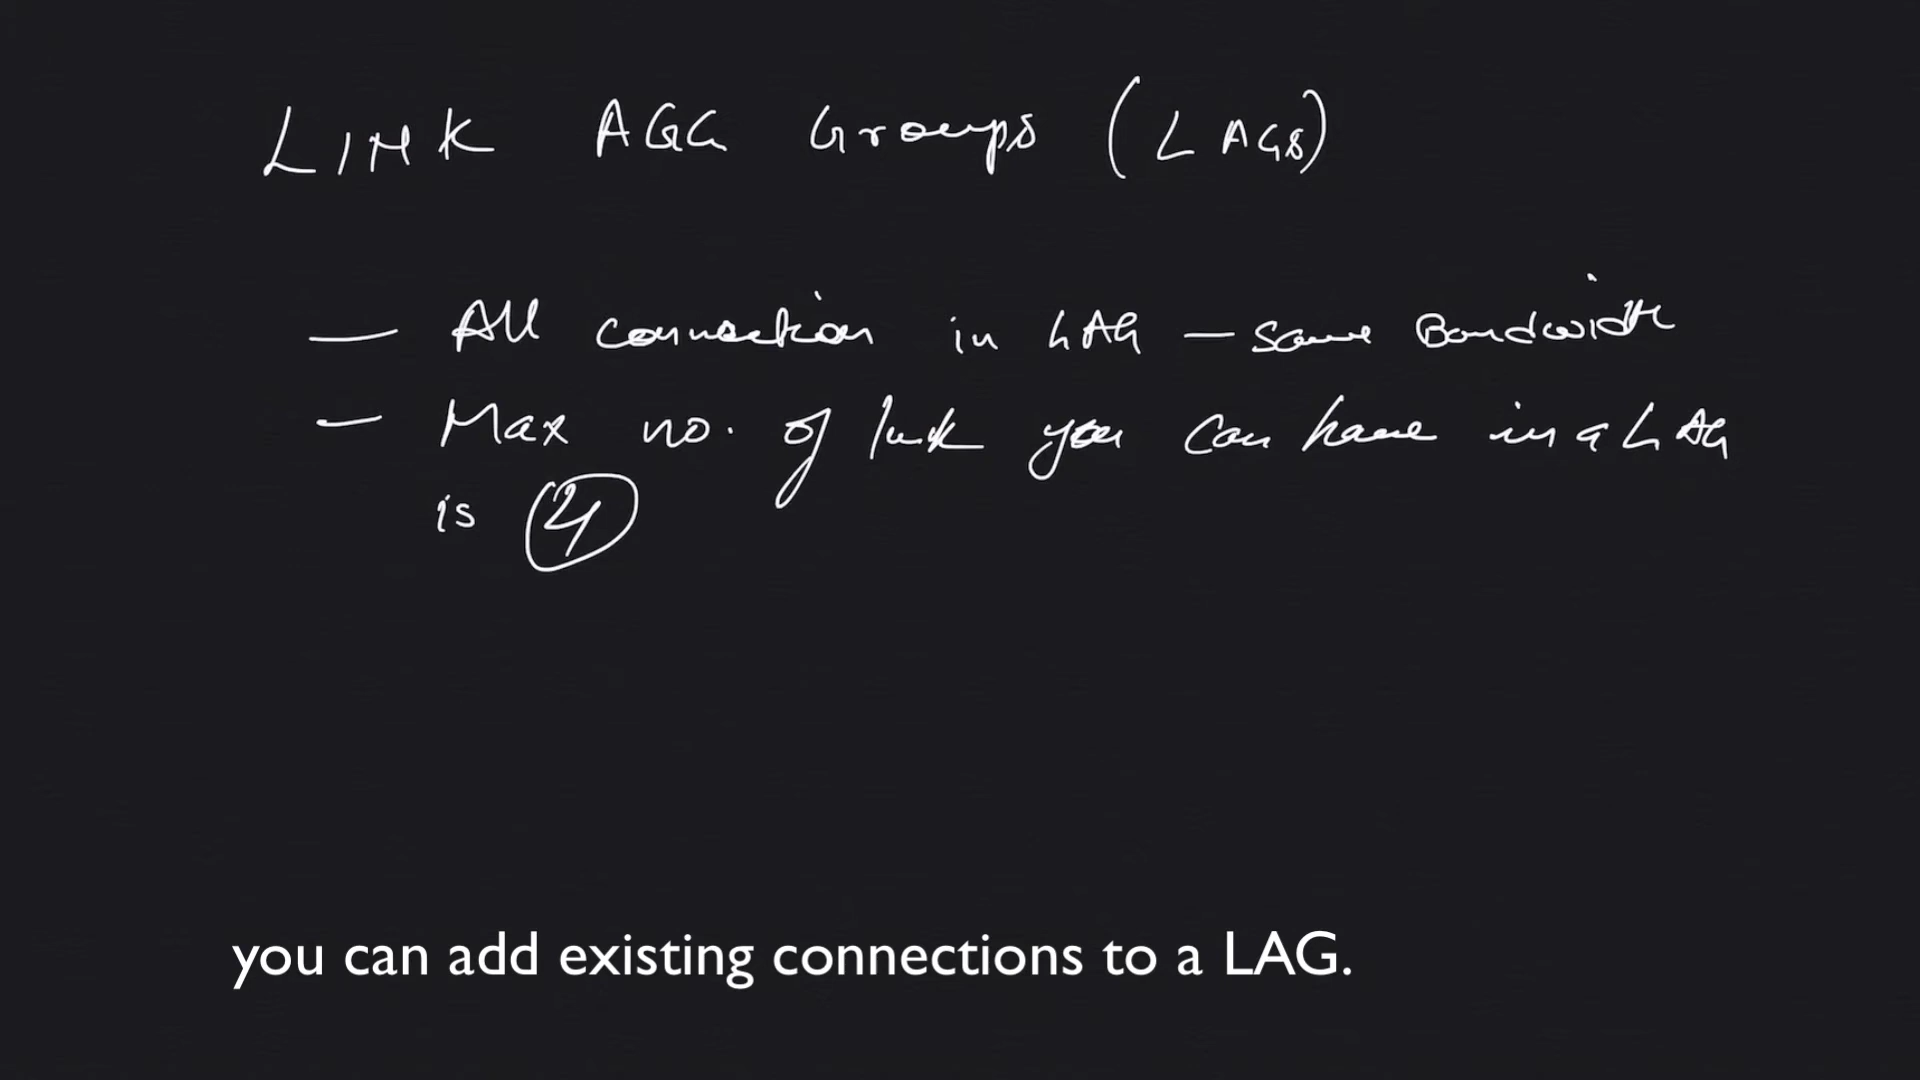 LINK AGG Groups (LAGs)
— All connection in LAG — same Bandwidth
— Max no. of link you can have in a LAG
is 4
you can add existing connections to a LAG.